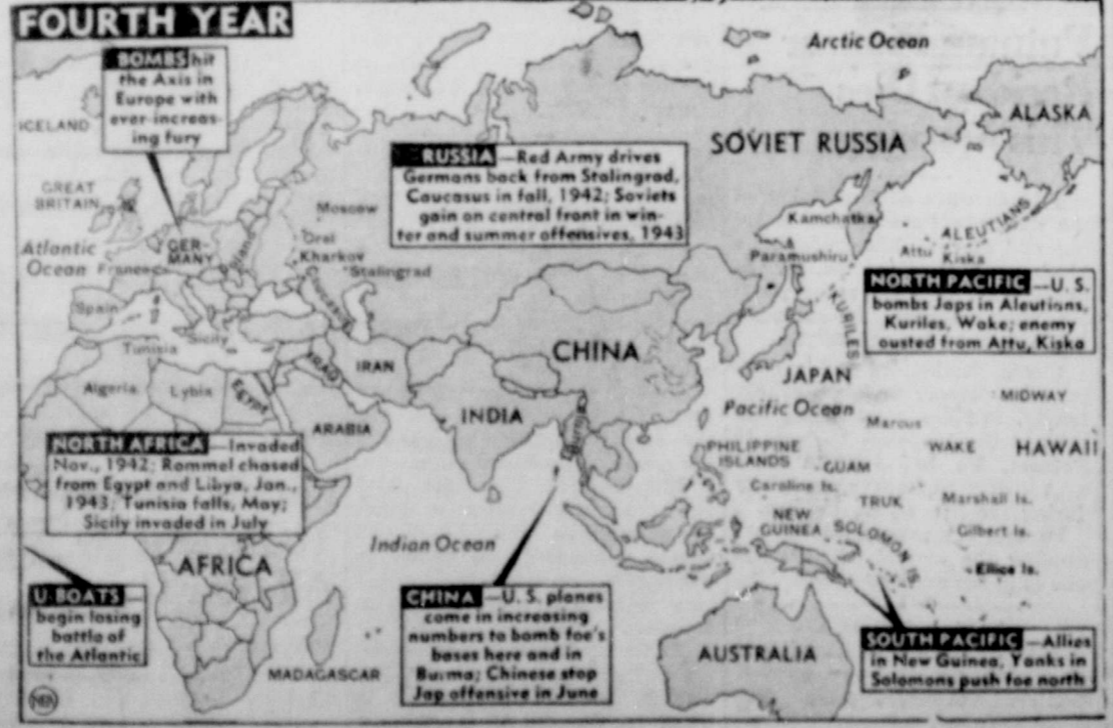 FOURTH YEAR
BOMBS hit
the Axis in
Europe with
ever-increas-
ing fury
Arctic Ocean
ICELAND
ALASKA
SOVIET RUSSIA
RUSSIA—Red Army drives
Germans back from Stalingrad,
Caucasus in fall, 1942; Soviets
gain on central front in win-
ter and summer offensives, 1943
GREAT
BRITAIN
Moscow
Kamchatka
ALEUTIANS
Atlantic
Ocean
GER-
MANY
Poland
Orel
Kharkov
Stalingrad
Paramushiru
Attu
Kiska
France
Caucasus
NORTH PACIFIC—U. S.
bombs Japs in Aleutians,
Kuriles, Wake; enemy
ousted from Attu, Kiska
Spain
KURILES
Sicily
Tunisia
CHINA
IRAQ
IRAN
JAPAN
Algeria
Lybia
Egypt
INDIA
MIDWAY
Pacific Ocean
Marcus
ARABIA
Burma
NORTH AFRICA—Invaded
Nov., 1942; Rommel chased
from Egypt and Libya, Jan.,
1943; Tunisia falls, May;
Sicily invaded in July
PHILIPPINE
ISLANDS
WAKE
HAWAII
GUAM
Caroline Is.
TRUK
Marshall Is.
NEW
GUINEA
SOLOMON IS.
Gilbert Is.
Indian Ocean
AFRICA
Ellice Is.
U-BOATS—
begin losing
battle of
the Atlantic
CHINA—U. S. planes
come in increasing
numbers to bomb foe's
bases here and in
Burma; Chinese stop
Jap offensive in June
MADAGASCAR
AUSTRALIA
SOUTH PACIFIC—Allies
in New Guinea, Yanks in
Solomons push foe north
NEA